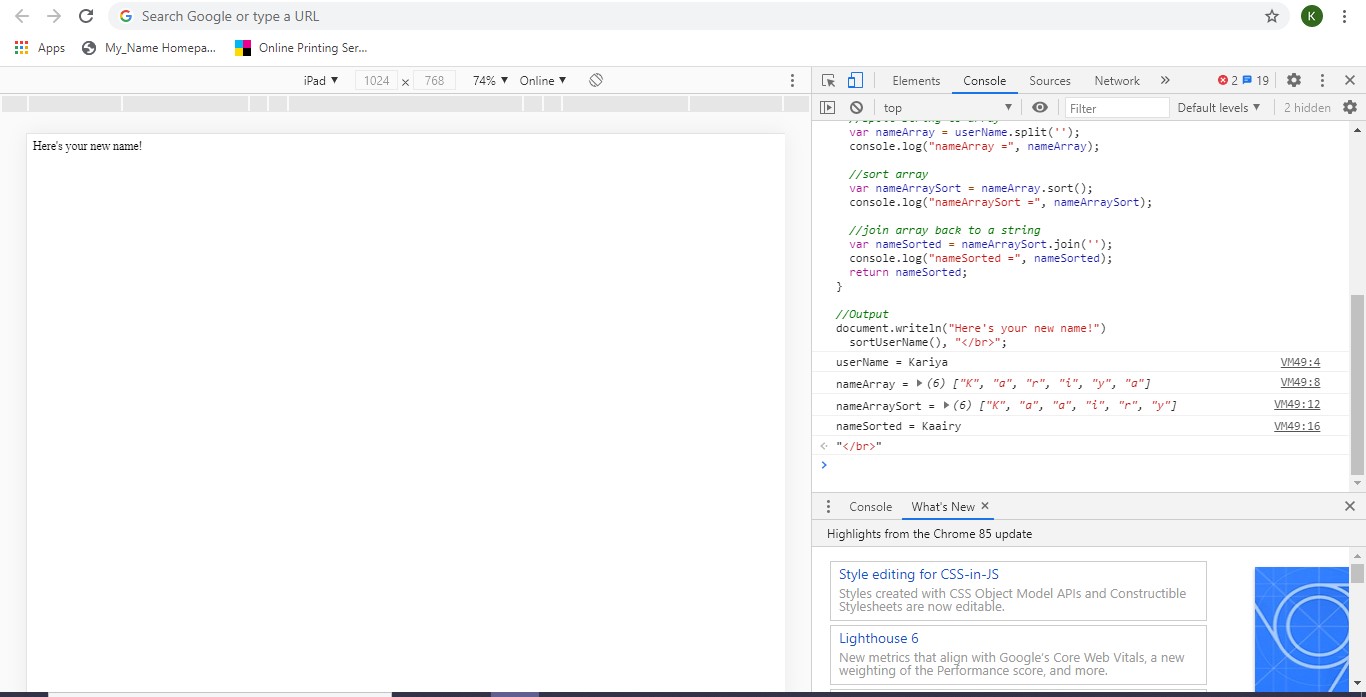 Search Google or type a URL
K
Apps
My_Name Homepa...
Online Printing Ser...
iPad ▼ 1024 × 768 74% ▼ Online ▼
Elements Console Sources Network » 2 19
top ▼ Filter Default levels ▼ 2 hidden
Here's your new name!
//split string to array
var nameArray = userName.split('');
console.log("nameArray =", nameArray);
//sort array
var nameArraySort = nameArray.sort();
console.log("nameArraySort =", nameArraySort);
//join array back to a string
var nameSorted = nameArraySort.join('');
console.log("nameSorted =", nameSorted);
return nameSorted;
}
//Output
document.writeln("Here's your new name!")
sortUserName(), "</br>";
userName = Kariya VM49:4
nameArray = ▶ (6) ["K", "a", "r", "i", "y", "a"] VM49:8
nameArraySort = ▶ (6) ["K", "a", "a", "i", "r", "y"] VM49:12
nameSorted = Kaairy VM49:16
"</br>"
Console What's New ×
Highlights from the Chrome 85 update
Style editing for CSS-in-JS
Styles created with CSS Object Model APIs and Constructible
Stylesheets are now editable.
Lighthouse 6
New metrics that align with Google's Core Web Vitals, a new
weighting of the Performance score, and more.